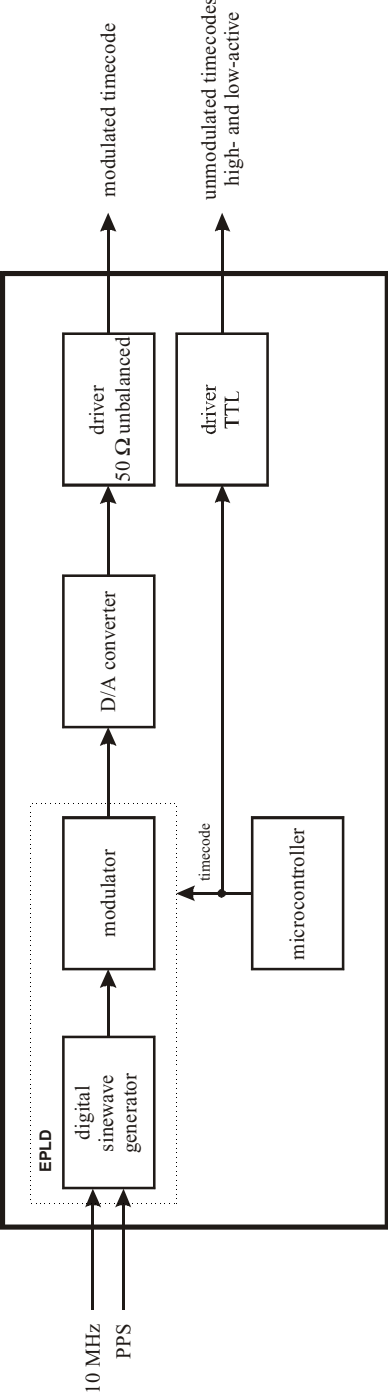 10 MHz
PPS
EPLD
digital
sinewave
generator
modulator
D/A converter
driver
50 Ω unbalanced
modulated timecode
timecode
microcontroller
driver
TTL
unmodulated timecodes
high- and low-active